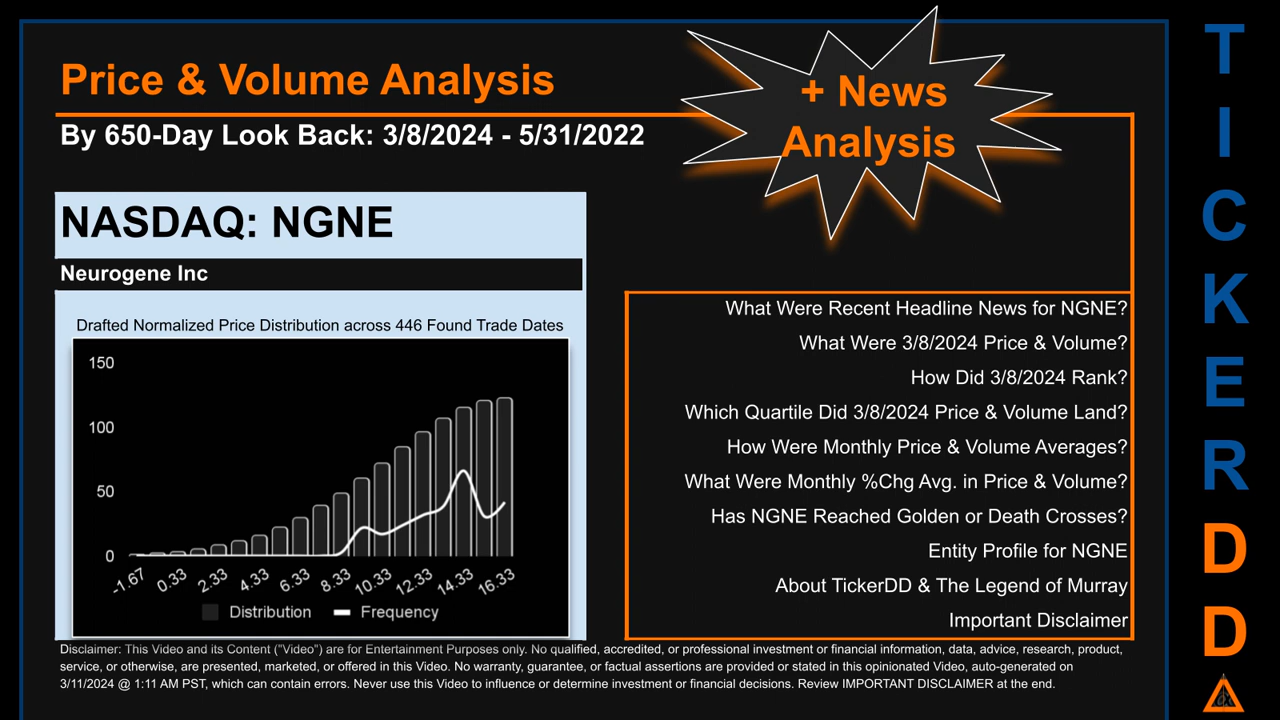 Price & Volume Analysis
+ News
Analysis
By 650-Day Look Back: 3/8/2024 - 5/31/2022
NASDAQ: NGNE
Neurogene Inc
Drafted Normalized Price Distribution across 446 Found Trade Dates
150
100
50
0
-1.67 0.33 2.33 4.33 6.33 8.33 10.33 12.33 14.33 16.33
Distribution Frequency
What Were Recent Headline News for NGNE?
What Were 3/8/2024 Price & Volume?
How Did 3/8/2024 Rank?
Which Quartile Did 3/8/2024 Price & Volume Land?
How Were Monthly Price & Volume Averages?
What Were Monthly %Chg Avg. in Price & Volume?
Has NGNE Reached Golden or Death Crosses?
Entity Profile for NGNE
About TickerDD & The Legend of Murray
Important Disclaimer
Disclaimer: This Video and its Content ("Video") are for Entertainment Purposes only. No qualified, accredited, or professional investment or financial information, data, advice, research, product,
service, or otherwise, are presented, marketed, or offered in this Video. No warranty, guarantee, or factual assertions are provided or stated in this opinionated Video, auto-generated on
3/11/2024 @ 1:11 AM PST, which can contain errors. Never use this Video to influence or determine investment or financial decisions. Review IMPORTANT DISCLAIMER at the end.
T
I
C
K
E
R
D
D